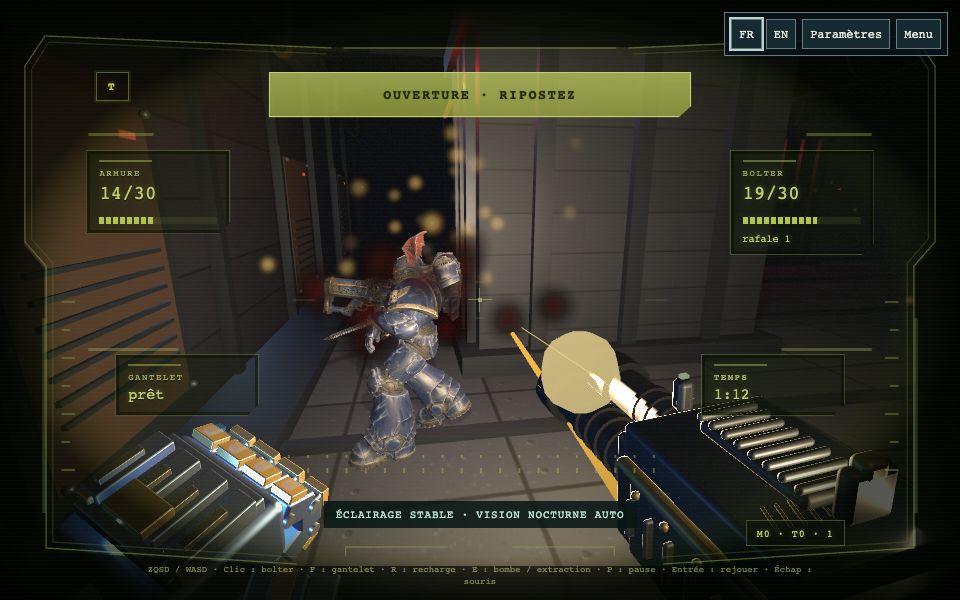 FR EN Paramètres Menu
T
OUVERTURE · RIPOSTEZ
ARMURE
14/30
BOLTER
19/30
rafale 1
GANTELET
prêt
TEMPS
1:12
ÉCLAIRAGE STABLE · VISION NOCTURNE AUTO
M0 · T0 · 1
ZQSD / WASD · Clic : bolter · F : gantelet · R : recharge · E : bombe / extraction · P : pause · Entrée : rejouer · Échap :
souris